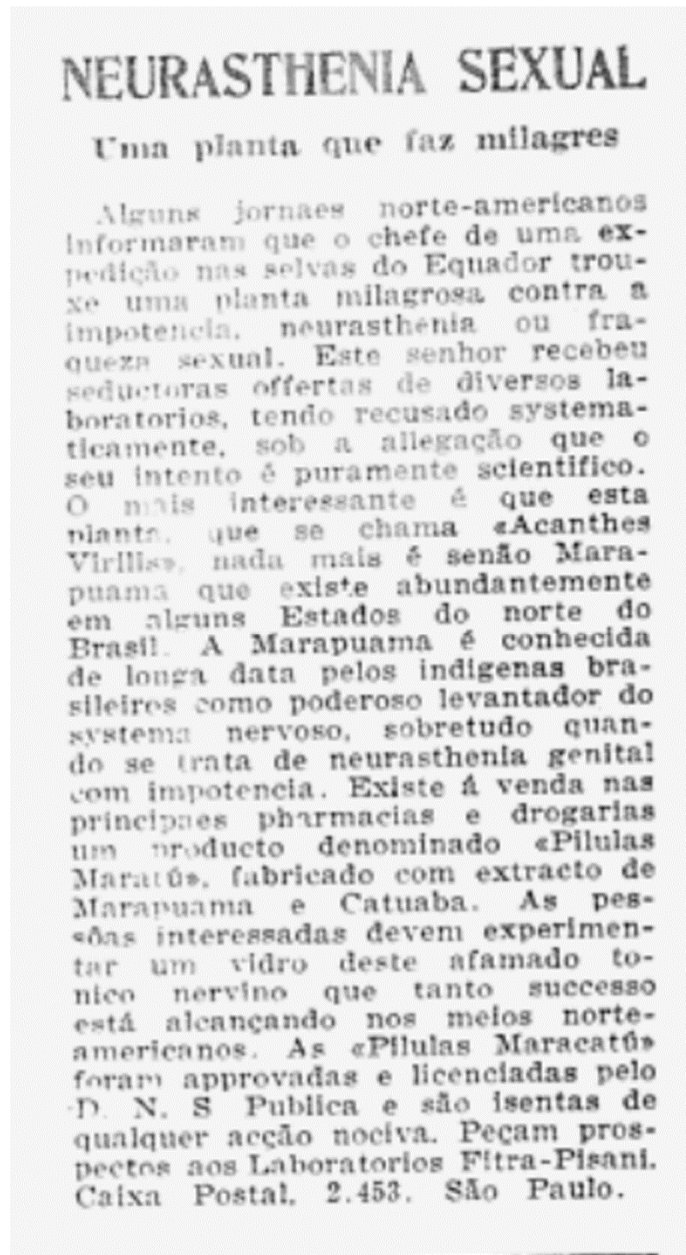 NEURASTHENIA SEXUAL
Uma planta que faz milagres
Alguns jornaes norte-americanos
informaram que o chefe de uma ex-
pedição nas selvas do Equador trou-
xe uma planta milagrosa contra a
impotencia, neurasthenia ou fra-
queza sexual. Este senhor recebeu
seductoras offertas de diversos la-
boratorios, tendo recusado systema-
ticamente, sob a allegação que o
seu intento é puramente scientifico.
O mais interessante é que esta
planta, que se chama «Acanthes
Virilis», nada mais é senão Mara-
puama que existe abundantemente
em alguns Estados do norte do
Brasil. A Marapuama é conhecida
de longa data pelos indigenas bra-
sileiros como poderoso levantador do
systema nervoso, sobretudo quan-
do se trata de neurasthenia genital
com impotencia. Existe á venda nas
principaes pharmacias e drogarias
um producto denominado «Pilulas
Maratú», fabricado com extracto de
Marapuama e Catuaba. As pes-
sôas interessadas devem experimen-
tar um vidro deste afamado to-
nico nervino que tanto successo
está alcançando nos meios norte-
americanos. As «Pilulas Maracatú»
foram approvadas e licenciadas pelo
D. N. S Publica e são isentas de
qualquer acção nociva. Peçam pros-
pectos aos Laboratorios Fitra-Pisani.
Caixa Postal, 2.453. São Paulo.